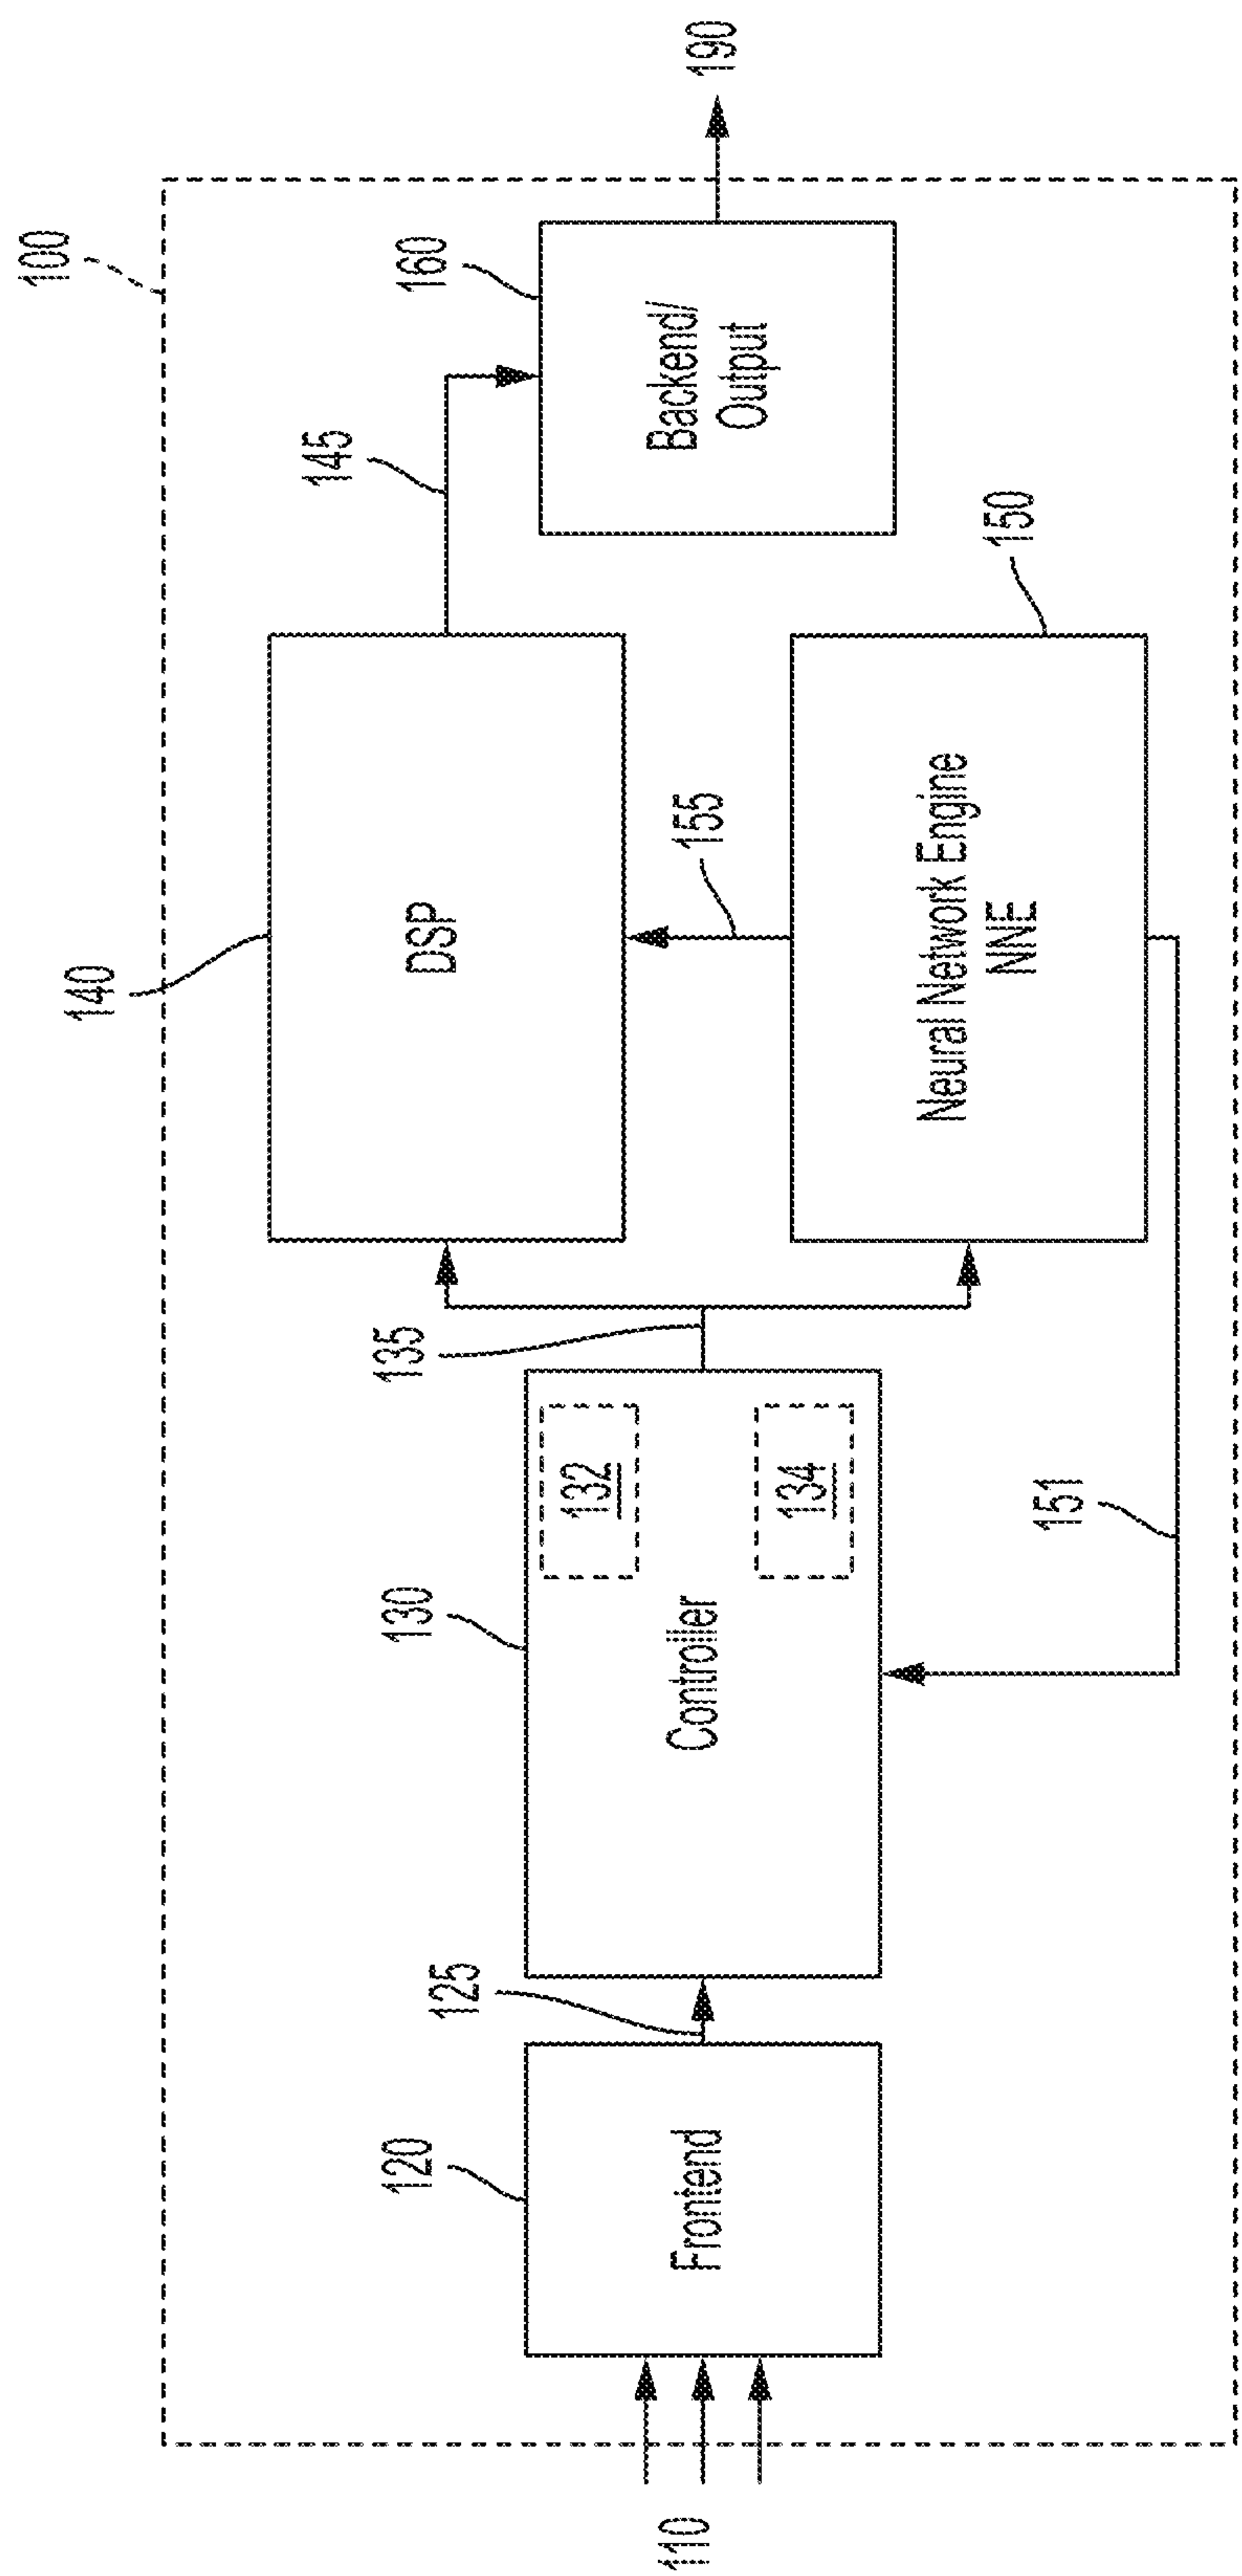 100
110
120
Frontend
125
130
Controller
132
134
135
140
DSP
145
155
Neural Network Engine
NNE
150
151
160
Backend/
Output
190